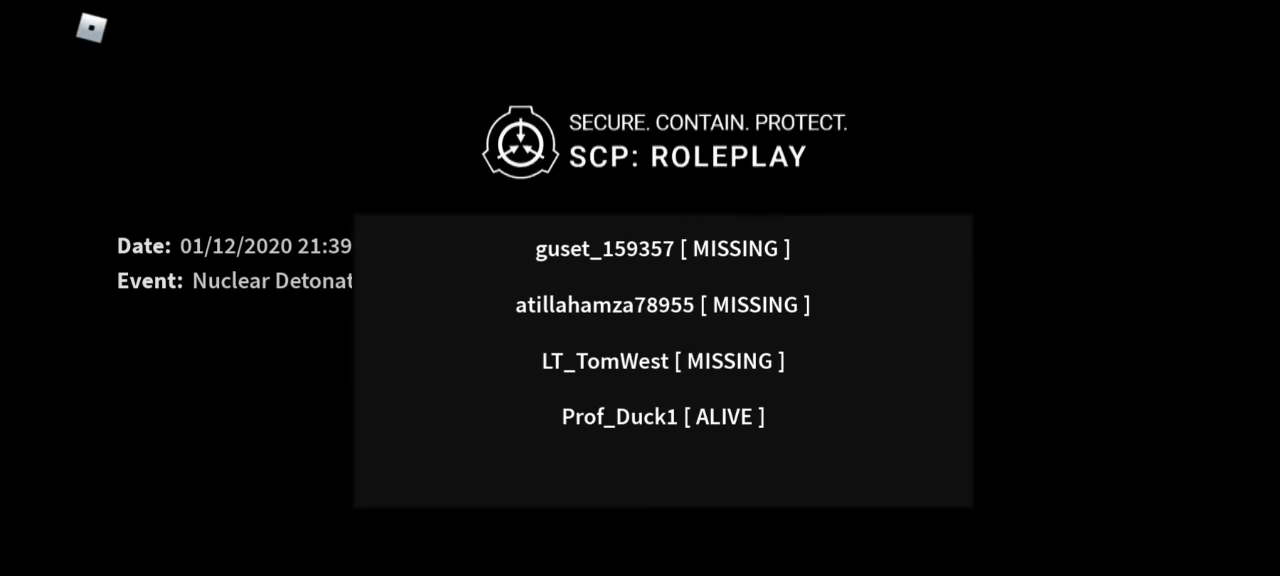 SECURE. CONTAIN. PROTECT.
SCP: ROLEPLAY
Date: 01/12/2020 21:39
Event: Nuclear Detonat
guset_159357 [ MISSING ]
atillahamza78955 [ MISSING ]
LT_TomWest [ MISSING ]
Prof_Duck1 [ ALIVE ]